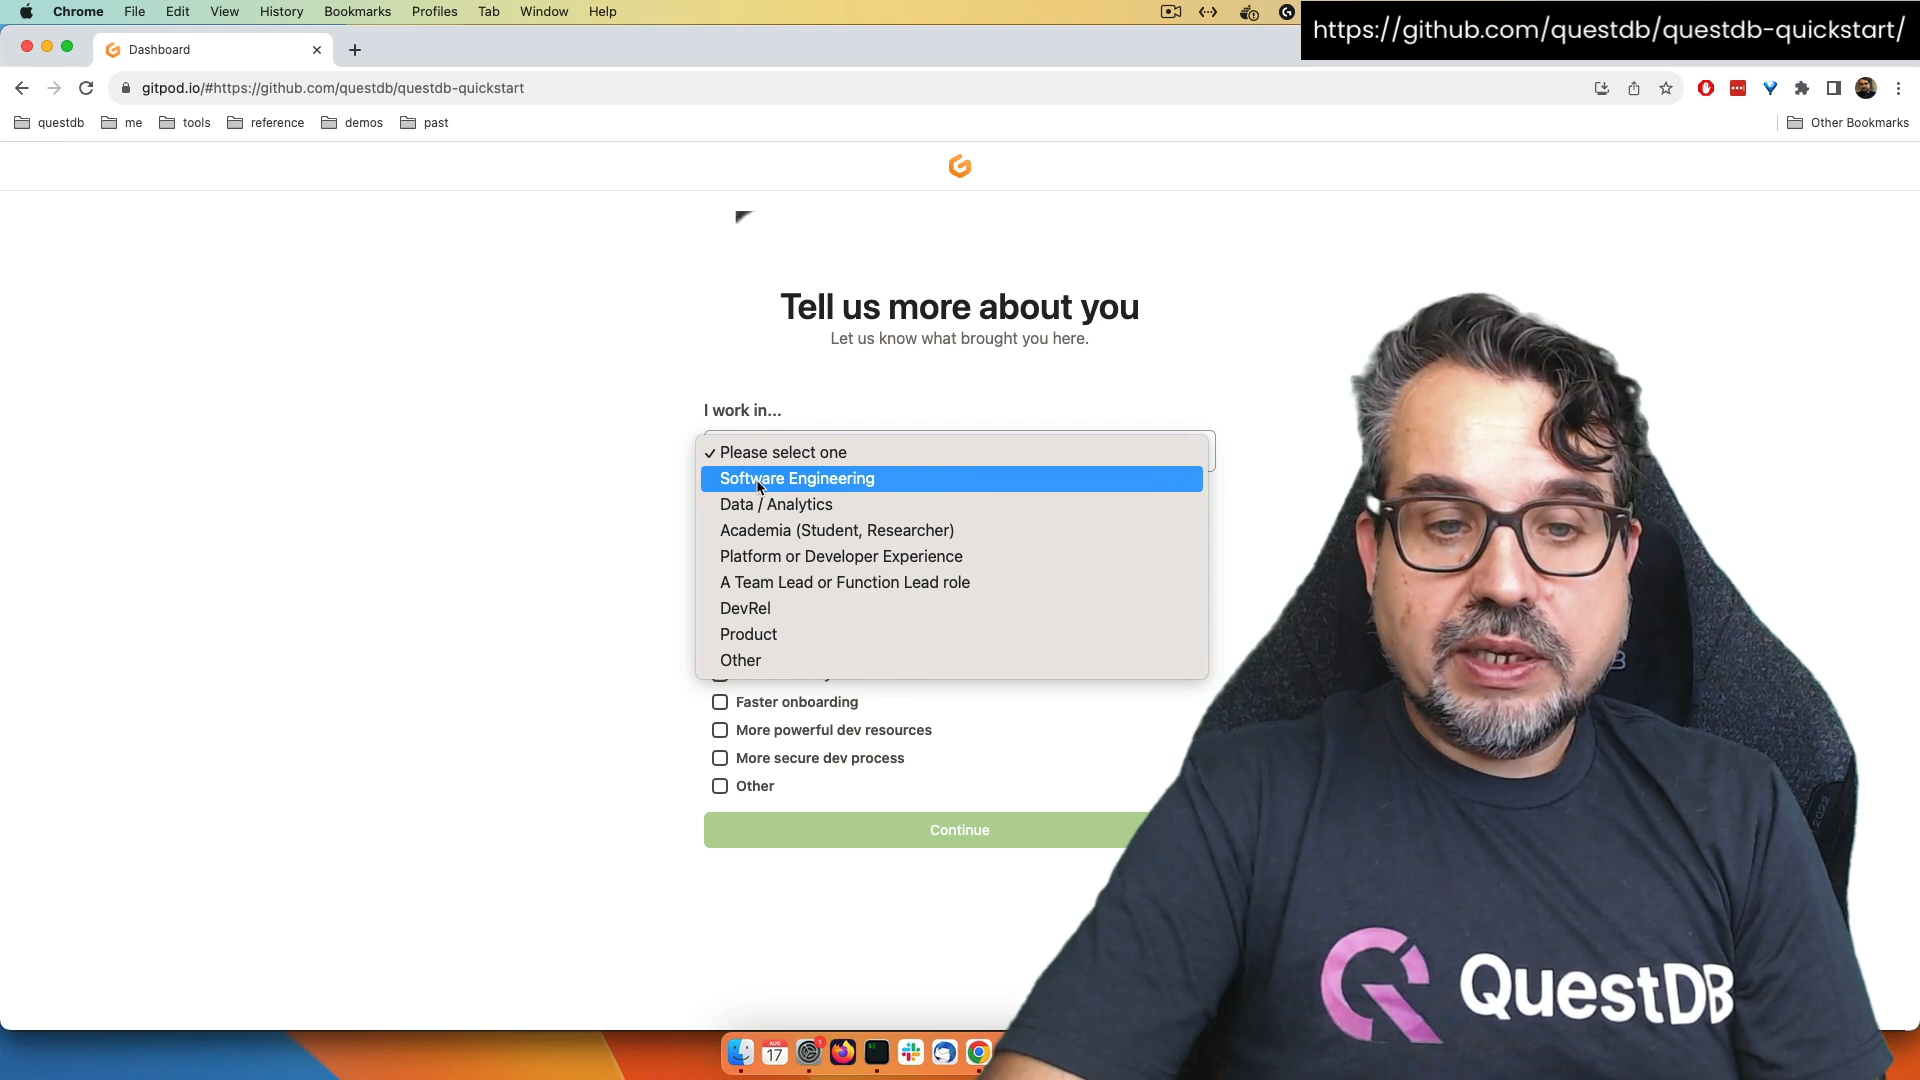 Chrome File Edit View History Bookmarks Profiles Tab Window Help
https://github.com/questdb/questdb-quickstart/
Dashboard
gitpod.io/#https://github.com/questdb/questdb-quickstart
questdb me tools reference demos past Other Bookmarks
Tell us more about you
Let us know what brought you here.
I work in...
✓ Please select one
Software Engineering
Data / Analytics
Academia (Student, Researcher)
Platform or Developer Experience
A Team Lead or Function Lead role
DevRel
Product
Other
Faster onboarding
More powerful dev resources
More secure dev process
Other
Continue
QuestDB
2022
AUG
17
1